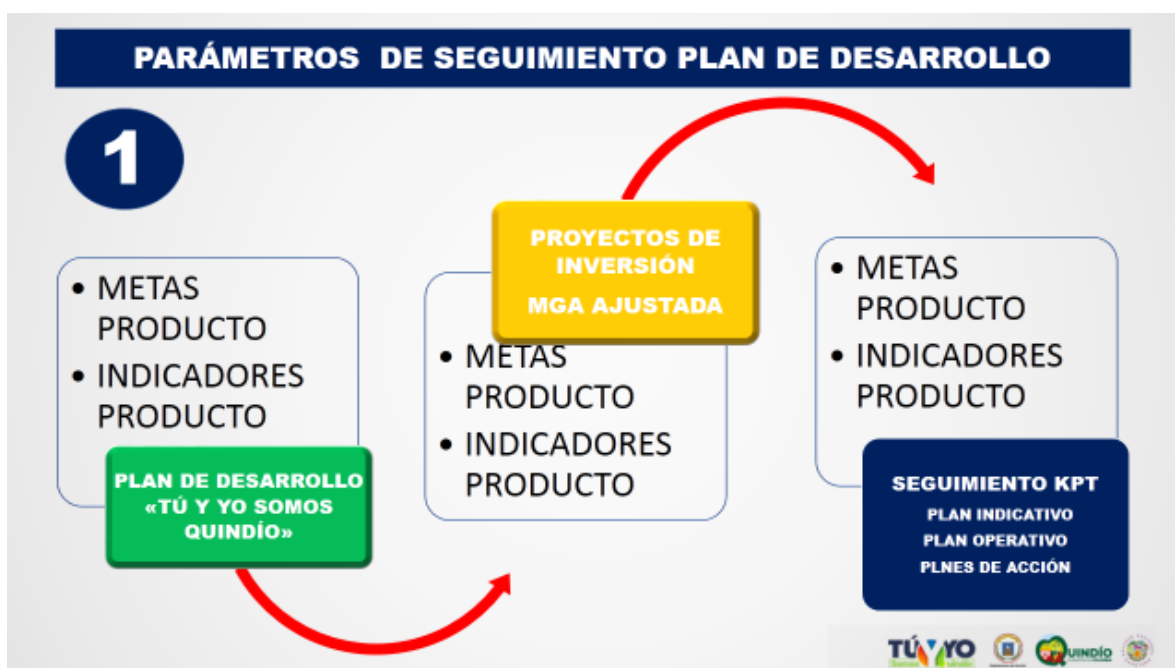 PARÁMETROS DE SEGUIMIENTO PLAN DE DESARROLLO
1
• METAS
PRODUCTO
• INDICADORES
PRODUCTO
PLAN DE DESARROLLO
«TÚ Y YO SOMOS
QUINDÍO»
PROYECTOS DE
INVERSIÓN
MGA AJUSTADA
• METAS
PRODUCTO
• INDICADORES
PRODUCTO
• METAS
PRODUCTO
• INDICADORES
PRODUCTO
SEGUIMIENTO KPT
PLAN INDICATIVO
PLAN OPERATIVO
PLNES DE ACCIÓN
TÚ Y YO
QUINDÍO